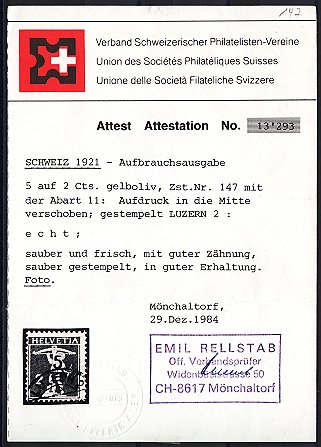 147
Verband Schweizerischer Philatelisten-Vereine
Union des Sociétés Philatéliques Suisses
Unione delle Società Filateliche Svizzere
Attest Attestation No. 13'293
SCHWEIZ 1921 - Aufbrauchsausgabe
5 auf 2 Cts. gelboliv, Zst.Nr. 147 mit
der Abart 11: Aufdruck in die Mitte
verschoben; gestempelt LUZERN 2 :
e c h t ;
sauber und frisch, mit guter Zähnung,
sauber gestempelt, in guter Erhaltung.
Foto.
Mönchaltorf,
29.Dez.1984
HELVETIA
5
EMIL RELLSTAB
Off. Verbandsprüfer
Widenbüelstrasse 50
CH-8617 Mönchaltorf